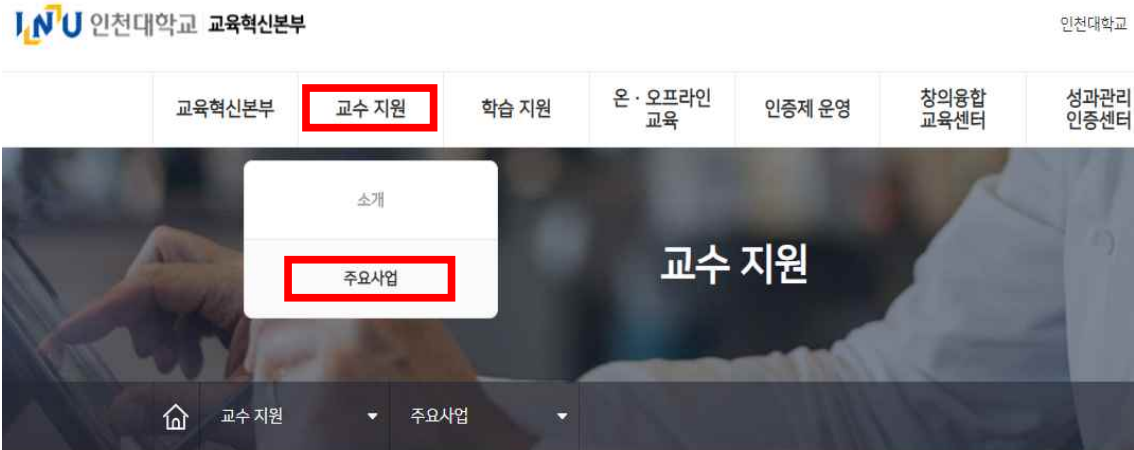 INU 인천대학교 교육혁신본부
인천대학교
교육혁신본부
교수 지원
학습 지원
온 · 오프라인
교육
인증제 운영
창의융합
교육센터
성과관리
인증센터
소개
주요사업
교수 지원
교수 지원
주요사업